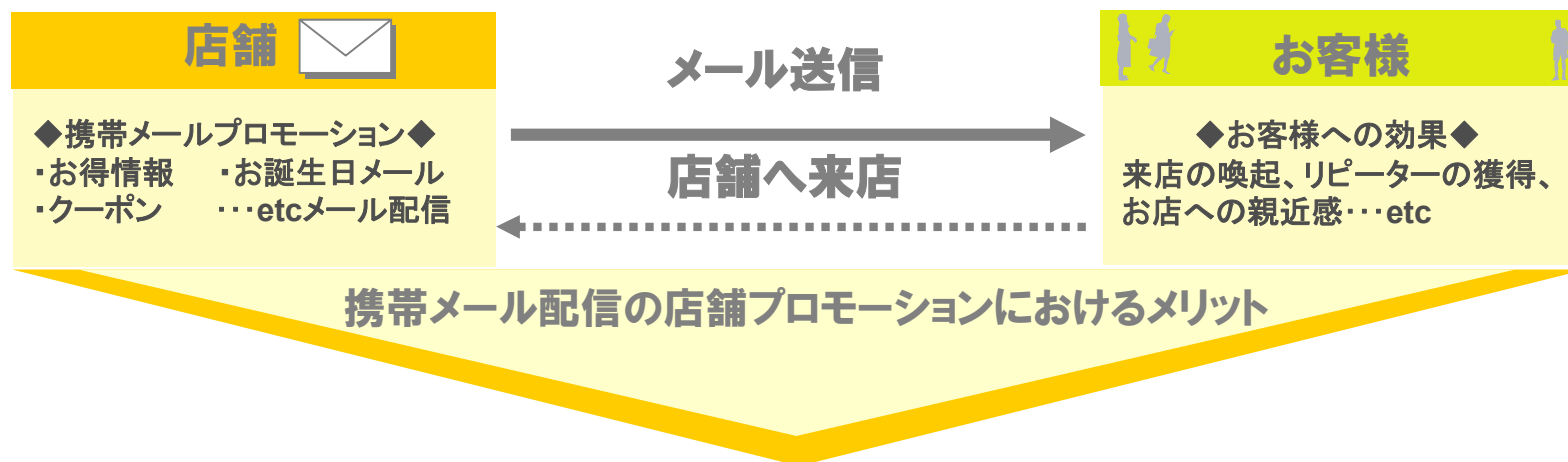 店舗
◆携帯メールプロモーション◆
・お得情報　・お誕生日メール
・クーポン　・・・etcメール配信
メール送信
店舗へ来店
お客様
◆お客様への効果◆
来店の喚起、リピーターの獲得、
お店への親近感・・・etc
携帯メール配信の店舗プロモーションにおけるメリット